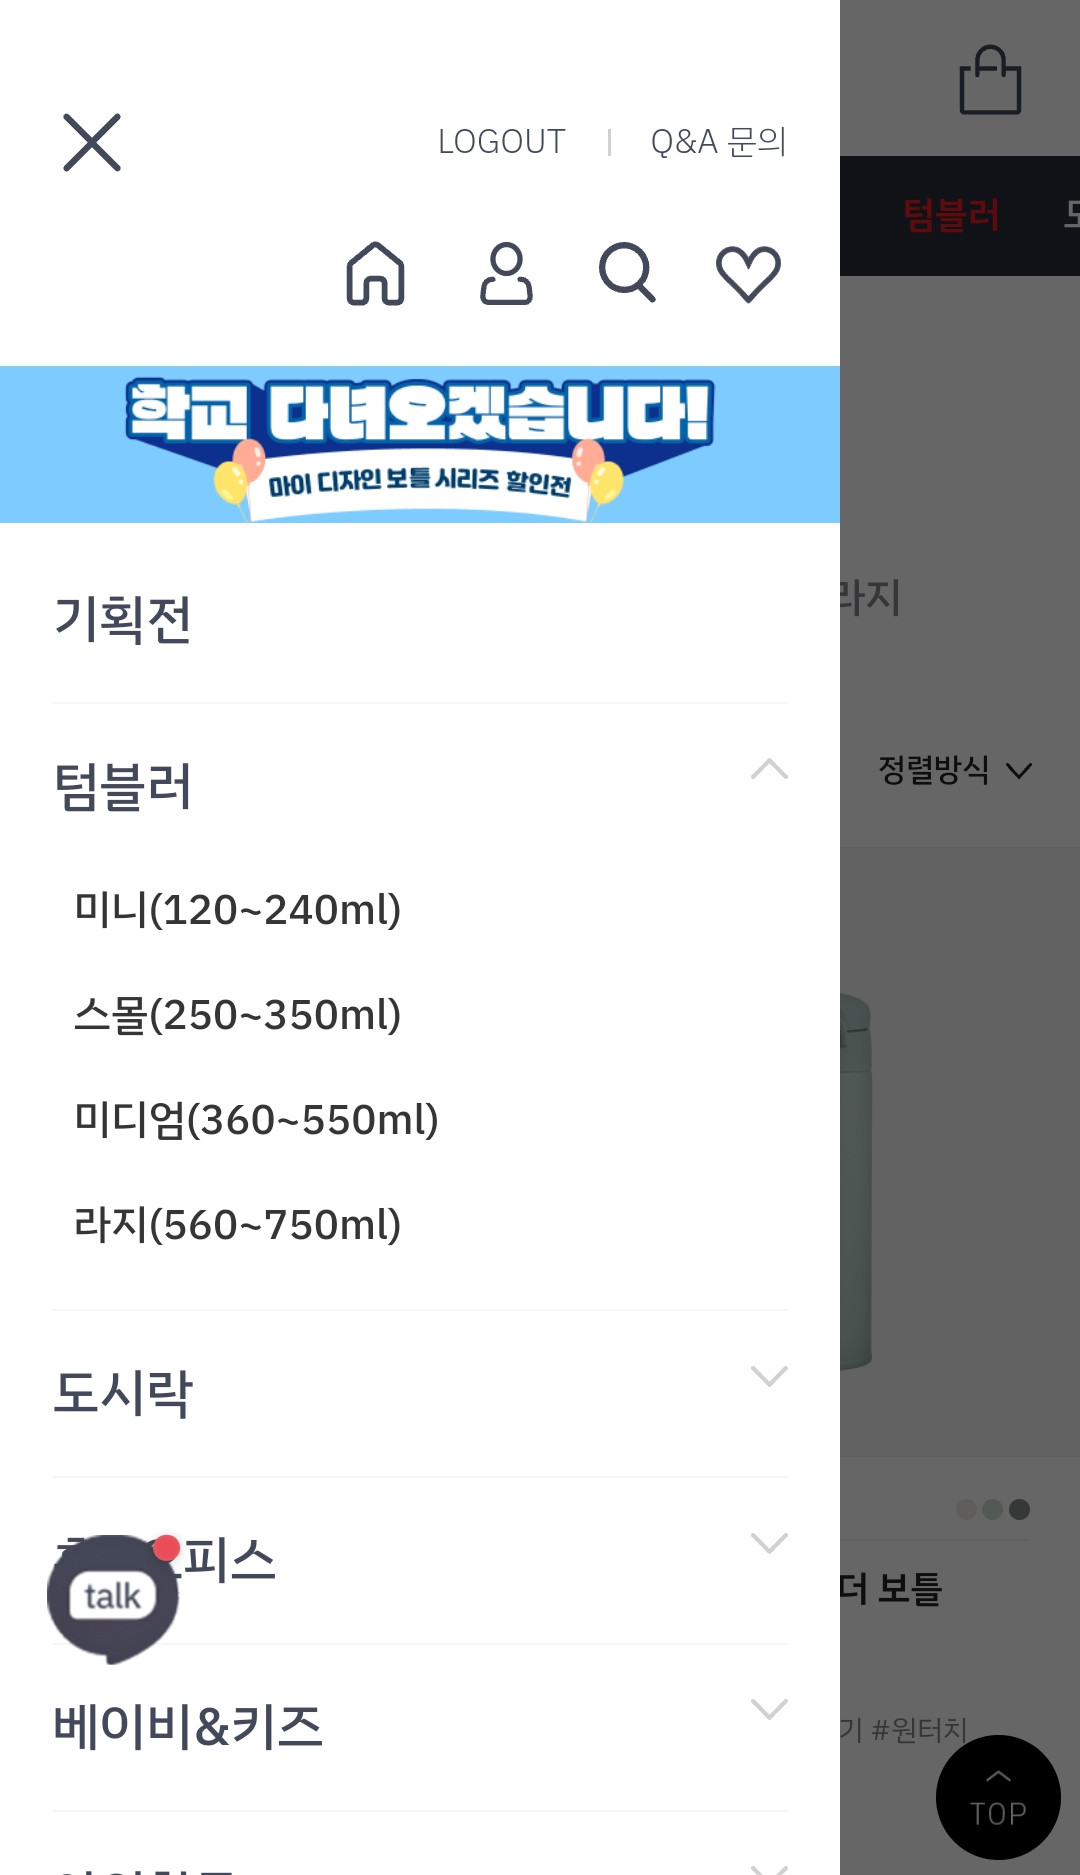 LOGOUT | Q&A 문의
텀블러
학교 다녀오겠습니다!
마이 디자인 보틀 시리즈 할인전
기획전
라지
텀블러
정렬방식
미니(120~240ml)
스몰(250~350ml)
미디엄(360~550ml)
라지(560~750ml)
도시락
피스
talk
더 보틀
베이비&키즈
기 #원터치
TOP